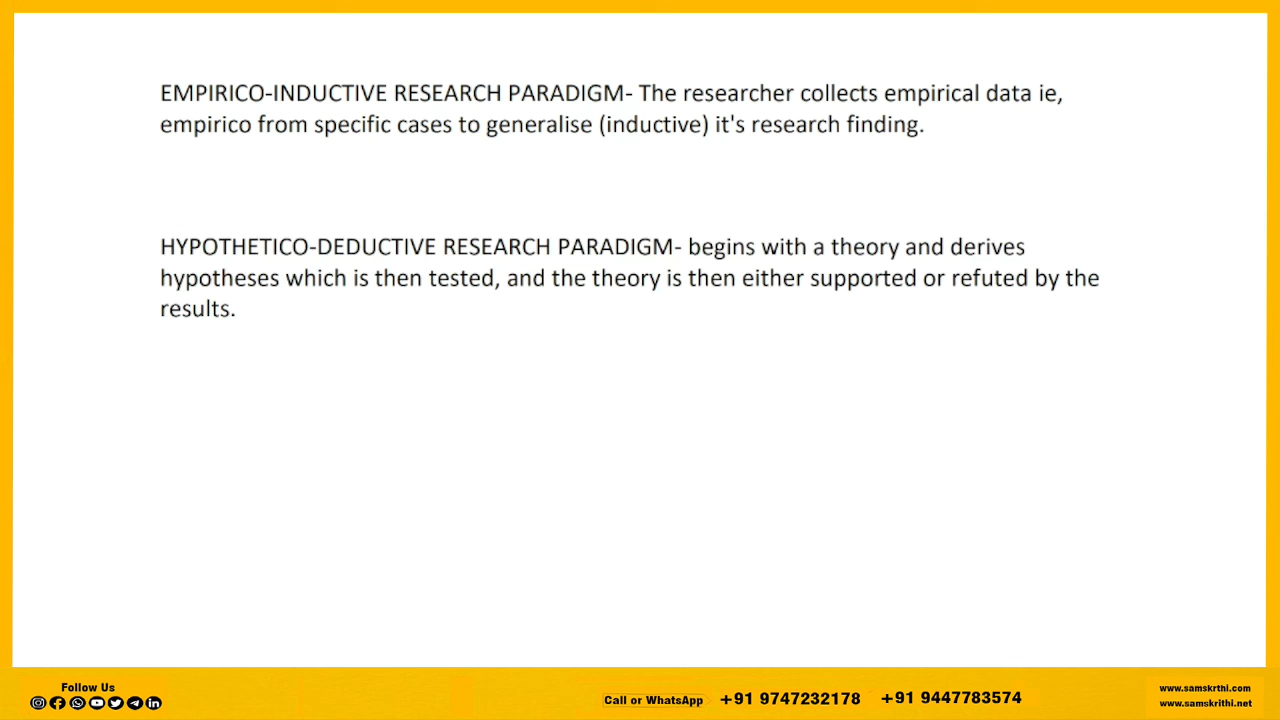 EMPIRICO-INDUCTIVE RESEARCH PARADIGM- The researcher collects empirical data ie,
empirico from specific cases to generalise (inductive) it's research finding.
HYPOTHETICO-DEDUCTIVE RESEARCH PARADIGM- begins with a theory and derives
hypotheses which is then tested, and the theory is then either supported or refuted by the
results.
Follow Us
Call or WhatsApp +91 9747232178 +91 9447783574
www.samskrthi.com
www.samskrthi.net